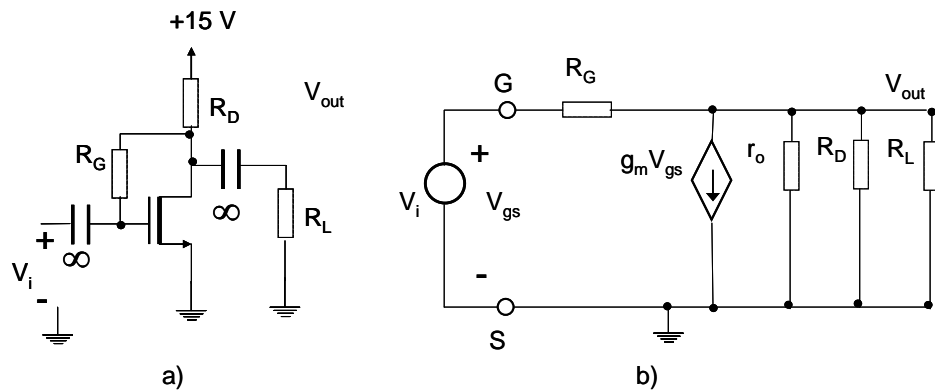 +15 V
R_D
V_out
R_G
∞
R_L
+
∞
V_i
-
a)
G
R_G
V_out
+
V_i
V_gs
-
g_mV_gs
r_o
R_D
R_L
S
b)